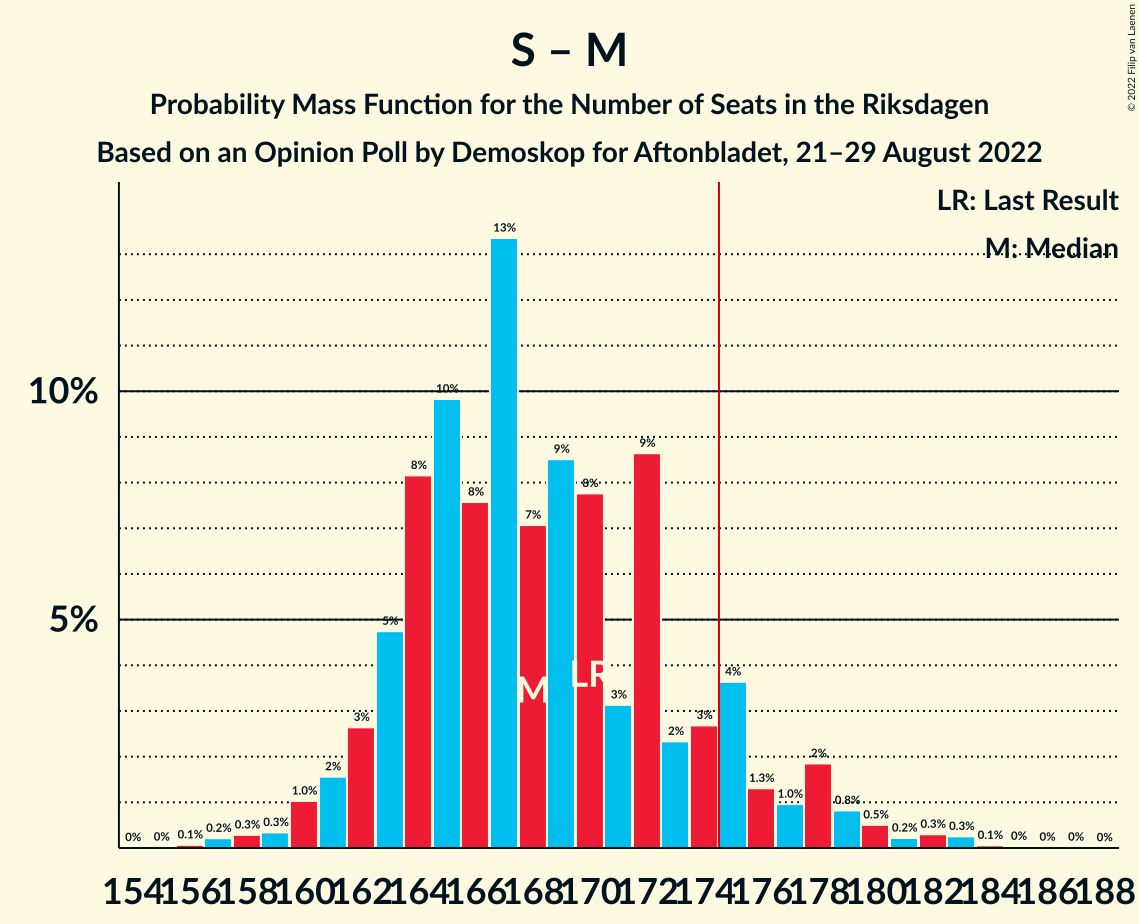 S – M
Probability Mass Function for the Number of Seats in the Riksdagen
Based on an Opinion Poll by Demoskop for Aftonbladet, 21–29 August 2022
© 2022 Filip van Laenen
LR: Last Result
M: Median
10%
5%
0% 0% 0.1% 0.2% 0.3% 0.3% 1.0% 2% 3% 5% 8% 10% 8% 13% 7% 9% 8% 3% 9% 2% 3% 4% 1.3% 1.0% 2% 0.8% 0.5% 0.2% 0.3% 0.3% 0.1% 0% 0% 0% 0%
M LR
154 156 158 160 162 164 166 168 170 172 174 176 178 180 182 184 186 188